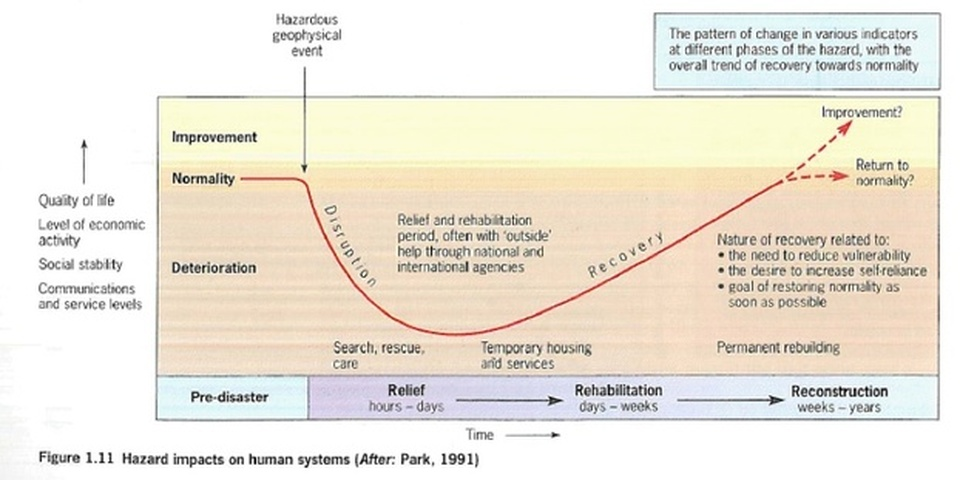 Hazardous
geophysical
event
The pattern of change in various indicators
at different phases of the hazard, with the
overall trend of recovery towards normality
Improvement?
Improvement
Return to
normality?
Normality
Quality of life
Level of economic
activity
Social stability
Communications
and service levels
Disruption
Relief and rehabilitation
period, often with 'outside'
help through national and
international agencies
Recovery
Deterioration
Nature of recovery related to:
• the need to reduce vulnerability
• the desire to increase self-reliance
• goal of restoring normality as
soon as possible
Search, rescue,
care
Temporary housing
and services
Permanent rebuilding
Pre-disaster
Relief
hours – days
Rehabilitation
days – weeks
Reconstruction
weeks – years
Time
Figure 1.11 Hazard impacts on human systems (After: Park, 1991)